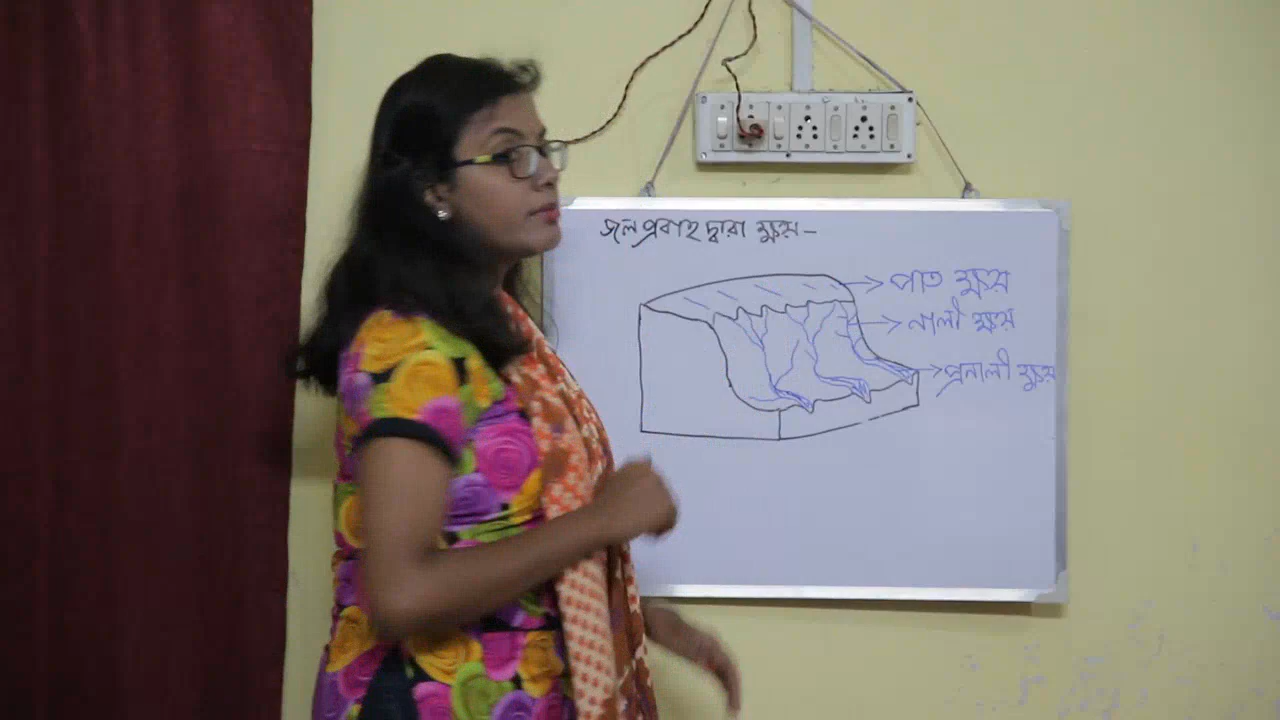 জলপ্রবাহ দ্বারা ক্ষয় –
পাত ক্ষয়
নালী ক্ষয়
প্রনালী ক্ষয়